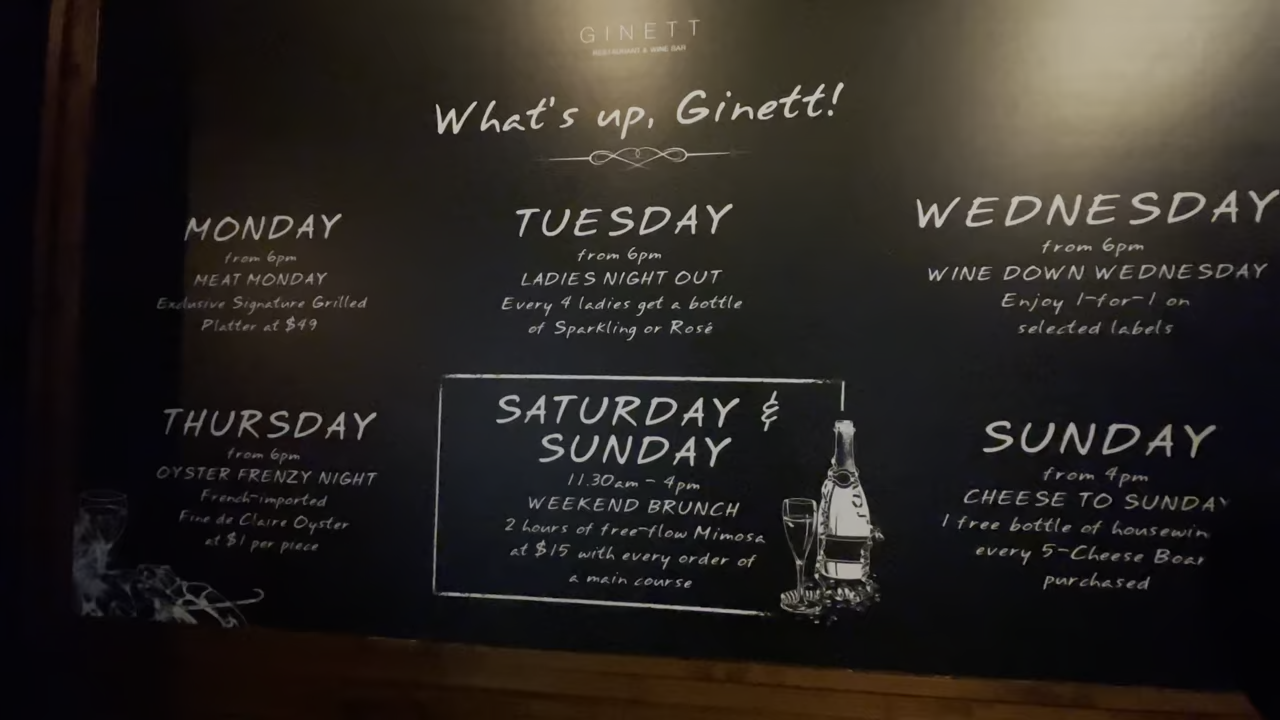 GINETT
RESTAURANT & WINE BAR
What's up, Ginett!
MONDAY
from 6pm
MEAT MONDAY
Exclusive Signature Grilled
Platter at $49
TUESDAY
from 6pm
LADIES NIGHT OUT
Every 4 ladies get a bottle
of Sparkling or Rosé
WEDNESDAY
from 6pm
WINE DOWN WEDNESDAY
Enjoy 1-for-1 on
selected labels
THURSDAY
from 6pm
OYSTER FRENZY NIGHT
French-imported
Fine de Claire Oyster
at $1 per piece
SATURDAY &
SUNDAY
11.30am - 4pm
WEEKEND BRUNCH
2 hours of free-flow Mimosa
at $15 with every order of
a main course
SUNDAY
from 4pm
CHEESE TO SUNDAY
1 free bottle of housewin
every 5-Cheese Boar
purchased